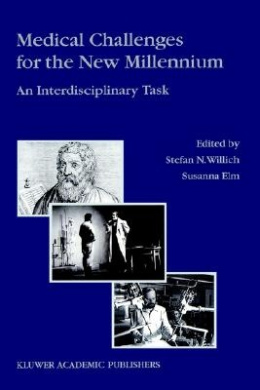 Medical Challenges
for the New Millennium
An Interdisciplinary Task
Edited by
Stefan N. Willich
Susanna Elm
KLUWER ACADEMIC PUBLISHERS